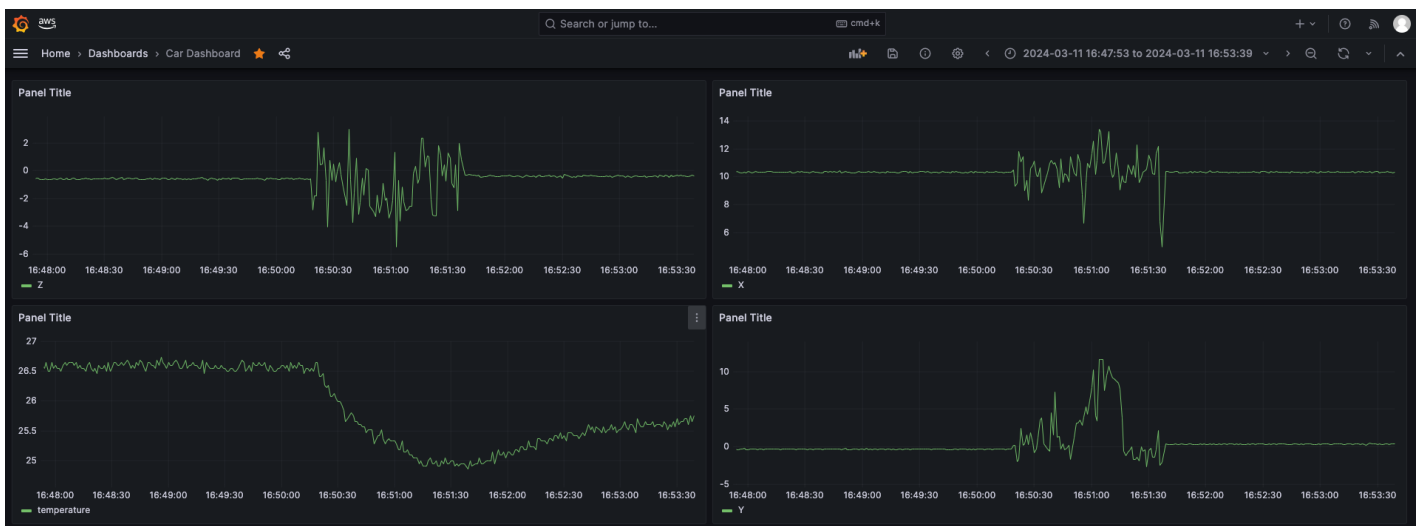 aws
Search or jump to...
cmd+k
Home › Dashboards › Car Dashboard
2024-03-11 16:47:53 to 2024-03-11 16:53:39
Panel Title
2
0
-2
-4
-6
16:48:00 16:48:30 16:49:00 16:49:30 16:50:00 16:50:30 16:51:00 16:51:30 16:52:00 16:52:30 16:53:00 16:53:30
Z
Panel Title
14
12
10
8
6
16:48:00 16:48:30 16:49:00 16:49:30 16:50:00 16:50:30 16:51:00 16:51:30 16:52:00 16:52:30 16:53:00 16:53:30
X
Panel Title
27
26.5
26
25.5
25
16:48:00 16:48:30 16:49:00 16:49:30 16:50:00 16:50:30 16:51:00 16:51:30 16:52:00 16:52:30 16:53:00 16:53:30
temperature
Panel Title
10
5
0
-5
16:48:00 16:48:30 16:49:00 16:49:30 16:50:00 16:50:30 16:51:00 16:51:30 16:52:00 16:52:30 16:53:00 16:53:30
Y